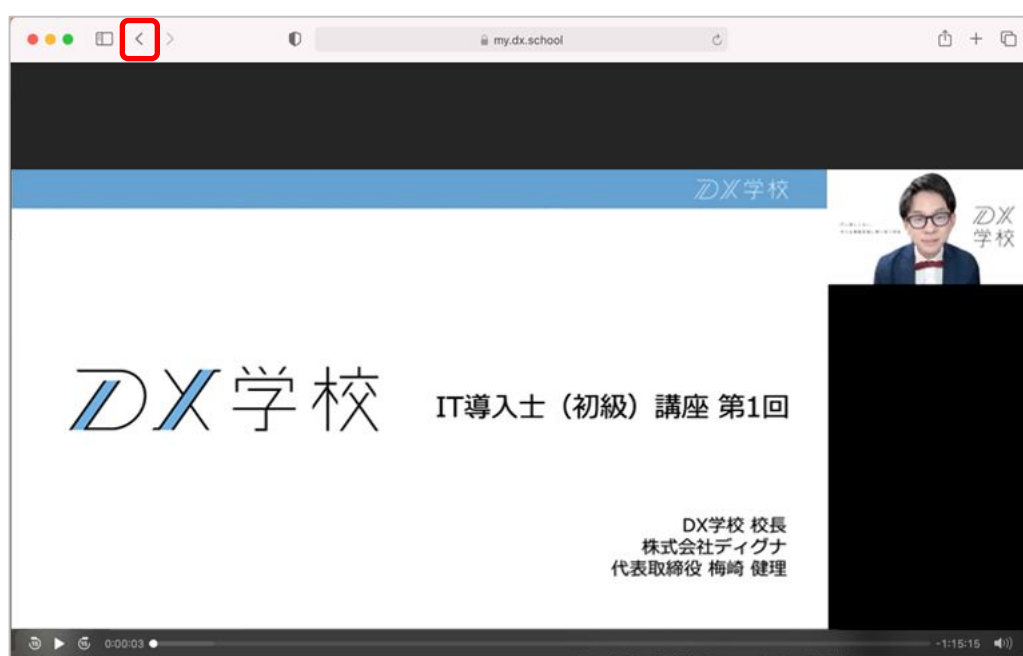 my.dx.school
DX学校
DX
学校
DX学校
IT導入士（初級）講座 第1回
DX学校 校長
株式会社ディグナ
代表取締役 梅崎 健理
15
15
0:00:03
-1:15:15